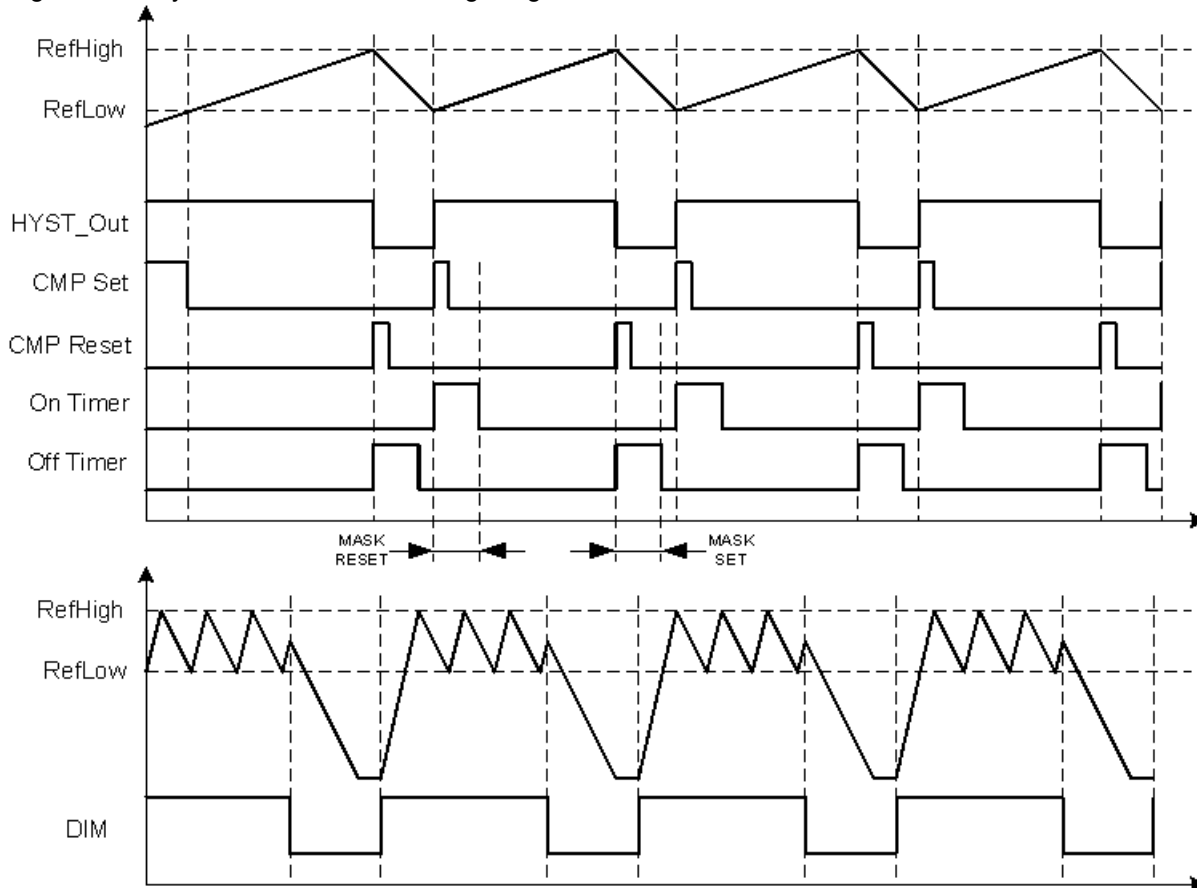 RefHigh
RefLow
HYST_Out
CMP Set
CMP Reset
On Timer
Off Timer
MASK
RESET
MASK
SET
RefHigh
RefLow
DIM